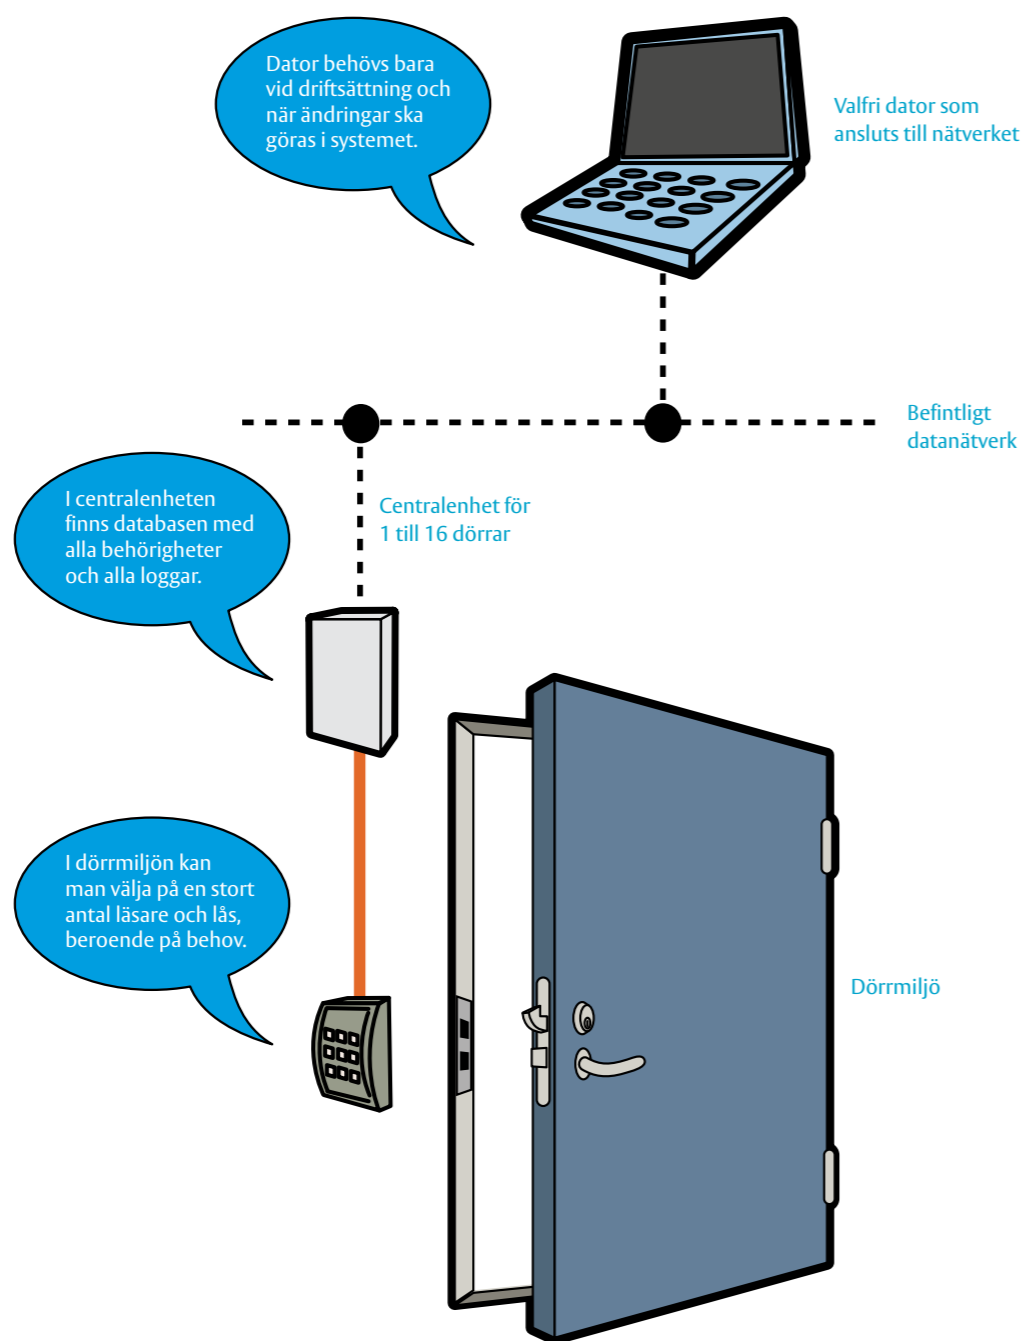 Dator behövs bara
vid driftsättning och
när ändringar ska
göras i systemet.
Valfri dator som
ansluts till nätverket
Befintligt
datanätverk
I centralenheten
finns databasen med
alla behörigheter
och alla loggar.
Centralenhet för
1 till 16 dörrar
I dörrmiljön kan
man välja på en stort
antal läsare och lås,
beroende på behov.
Dörrmiljö